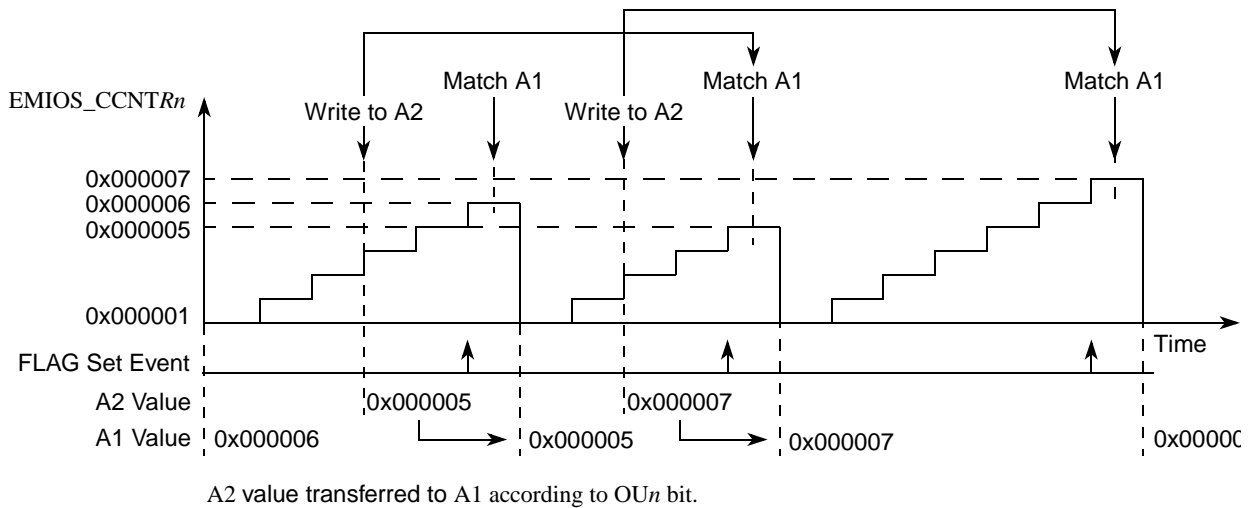 Match A1 Match A1 Match A1
EMIOS_CCNTRn
Write to A2 Write to A2
0x000007
0x000006
0x000005
0x000001
Time
FLAG Set Event
A2 Value 0x000005 0x000007
A1 Value 0x000006 0x000005 0x000007 0x00000
A2 value transferred to A1 according to OUn bit.